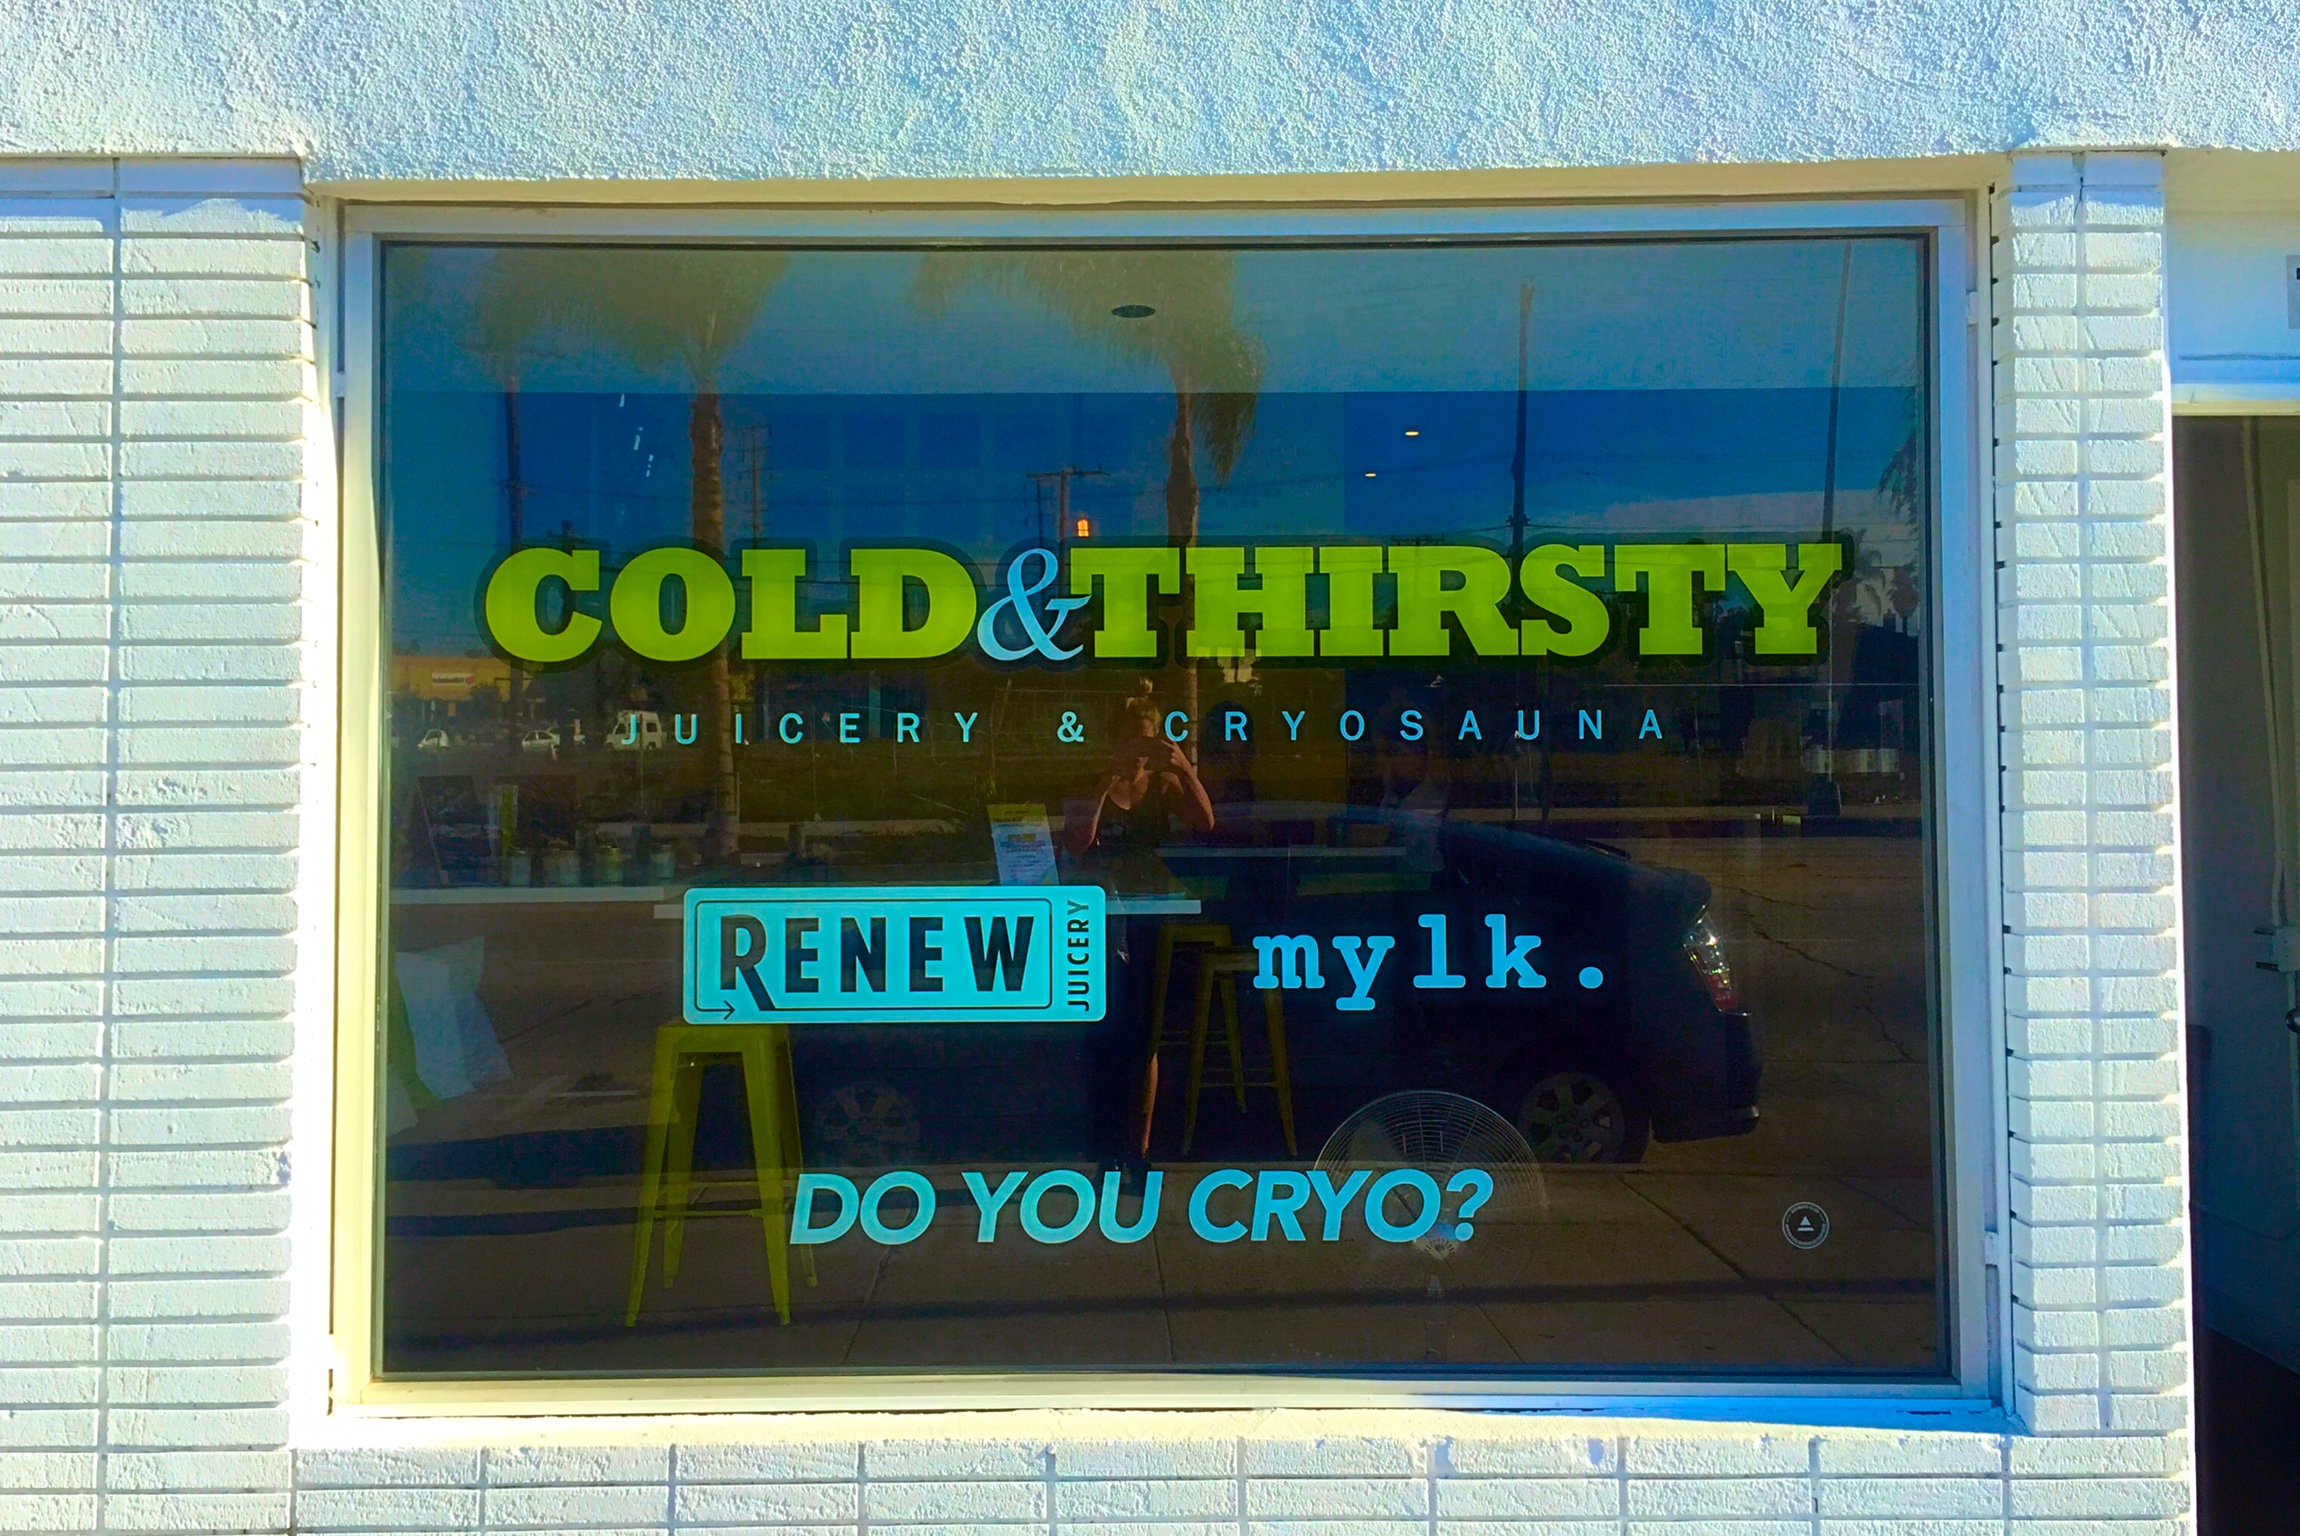 COLD & THIRSTY
JUICERY & CRYOSAUNA
RENEW JUICERY
mylk.
DO YOU CRYO?